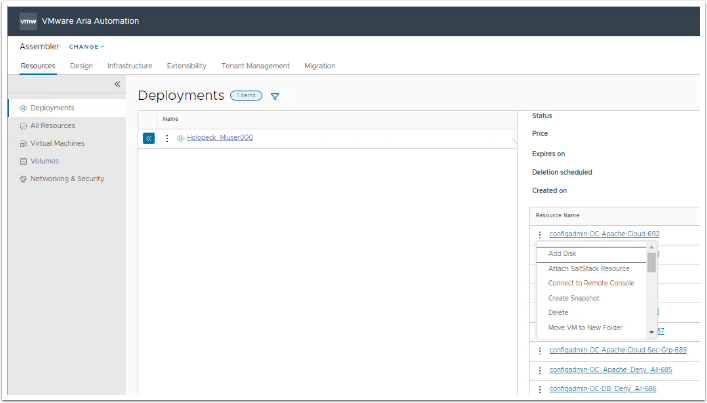 vmw VMware Aria Automation
Assembler CHANGE
Resources Design Infrastructure Extensibility Tenant Management Migration
Deployments
All Resources
Virtual Machines
Volumes
Networking & Security
Deployments 1 items
Name
Holodeck_Miuser000
Status
Price
Expires on
Deletion scheduled
Created on
Resource Name
configadmin-OC-Apache-Cloud-692
Add Disk
Attach SaltStack Resource
Connect to Remote Console
Create Snapshot
Delete
Move VM to New Folder
87
configadmin-OC-Apache-Cloud-Sec-Grp-689
configadmin-OC_Apache_Deny_All-685
configadmin-OC-DB_Deny_All-686